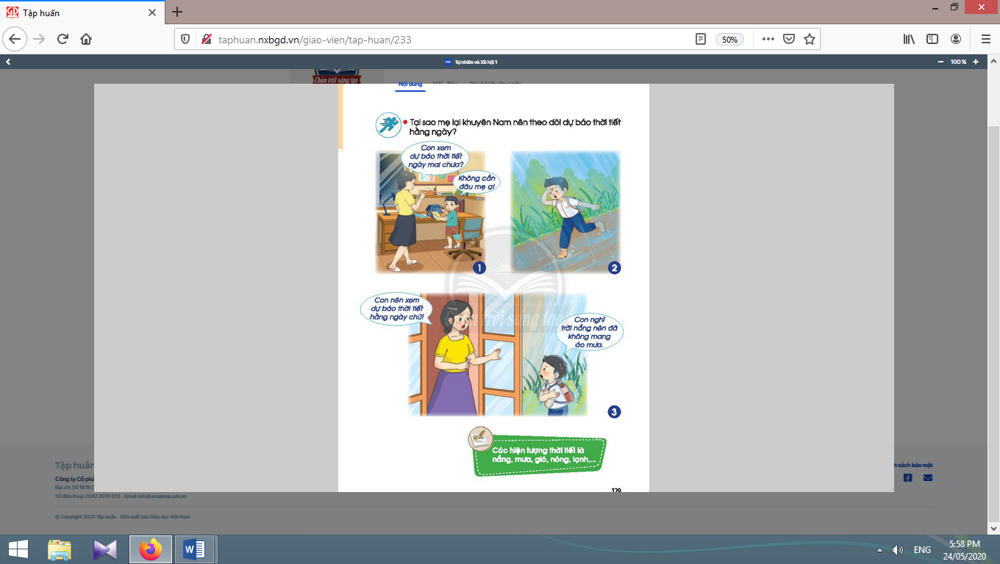 Tập huấn
taphuan.nxbgd.vn/giao-vien/tap-huan/233
50%
PDF Tự nhiên và Xã hội 1
100 %
Chân trời sáng tạo
Nội dung
Tại sao mẹ lại khuyên Nam nên theo dõi dự báo thời tiết
hằng ngày?
Con xem
dự báo thời tiết
ngày mai chưa?
Không cần
đâu mẹ ạ!
1
2
Con nên xem
dự báo thời tiết
hằng ngày chứ!
Con nghĩ
trời nắng nên đã
không mang
áo mưa.
3
Các hiện tượng thời tiết là
nắng, mưa, gió, nóng, lạnh,...
129
Tập huấn
Công ty Cổ phầ
Địa chỉ: Số 187B G
Số điện thoại: 0242 2610 333 - Email: info@aesgroup.edu.vn
h sách bảo mật
© Copyright 2020 Tập huấn - Nhà xuất bản Giáo dục Việt Nam
ENG
5:58 PM
24/05/2020